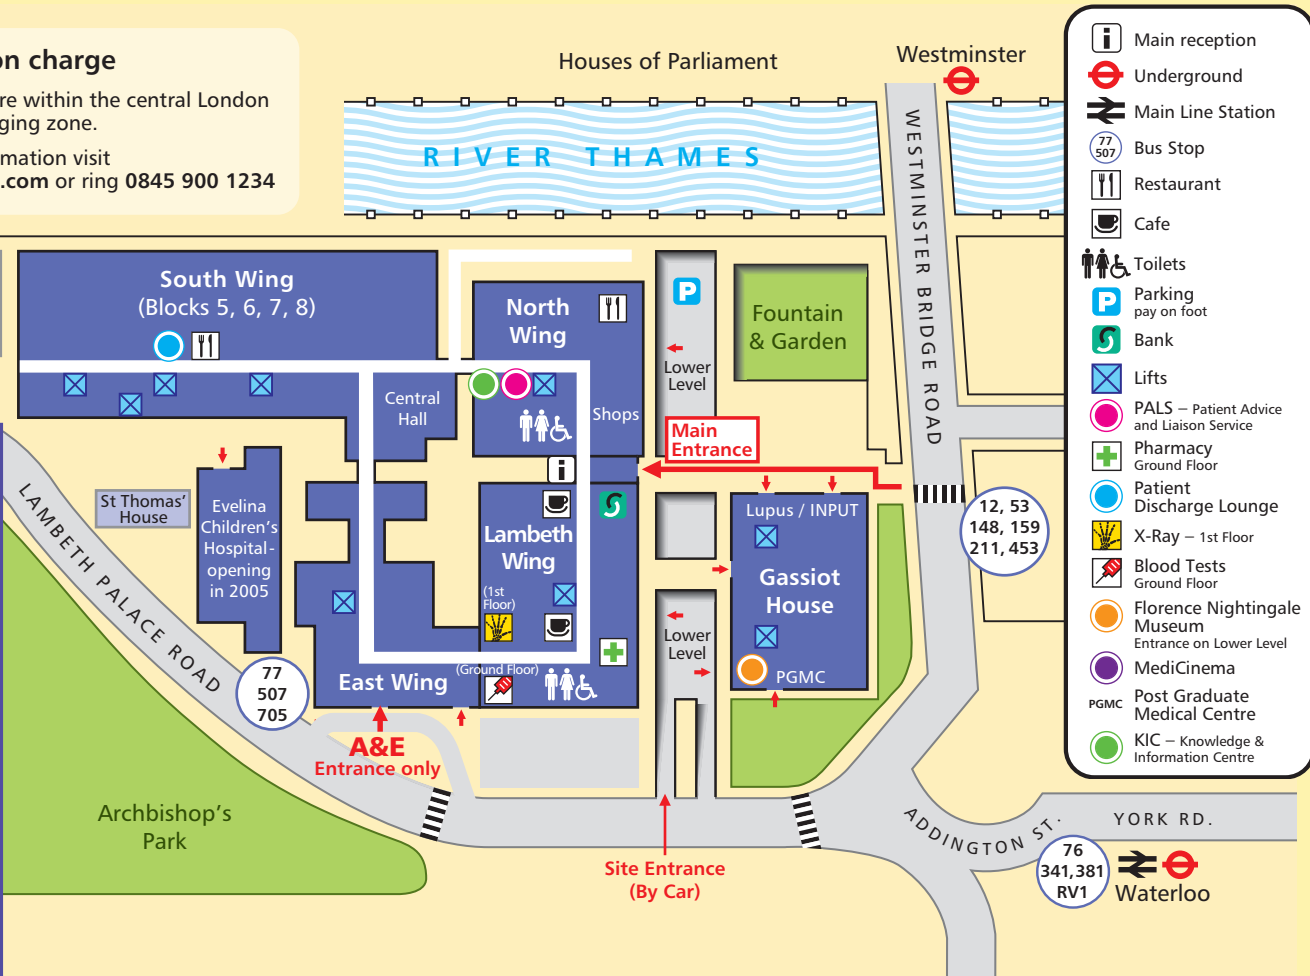 on charge
re within the central London
ging zone.
mation visit
.com or ring 0845 900 1234
Houses of Parliament
Westminster
RIVER THAMES
WESTMINSTER BRIDGE ROAD
South Wing
(Blocks 5, 6, 7, 8)
North
Wing
P
Lower
Level
Fountain
& Garden
Central
Hall
Shops
Main
Entrance
i
St Thomas'
House
Evelina
Children's
Hospital-
opening
in 2005
Lambeth
Wing
(1st
Floor)
(Ground Floor)
East Wing
Lupus / INPUT
Gassiot
House
PGMC
Lower
Level
12, 53
148, 159
211, 453
LAMBETH PALACE ROAD
77
507
705
A&E
Entrance only
Archbishop's
Park
Site Entrance
(By Car)
ADDINGTON ST.
YORK RD.
76
341,381
RV1
Waterloo
i
Main reception
Underground
Main Line Station
77
507
Bus Stop
Restaurant
Cafe
Toilets
P
Parking
pay on foot
Bank
Lifts
PALS – Patient Advice
and Liaison Service
Pharmacy
Ground Floor
Patient
Discharge Lounge
X-Ray – 1st Floor
Blood Tests
Ground Floor
Florence Nightingale
Museum
Entrance on Lower Level
MediCinema
PGMC
Post Graduate
Medical Centre
KIC – Knowledge &
Information Centre